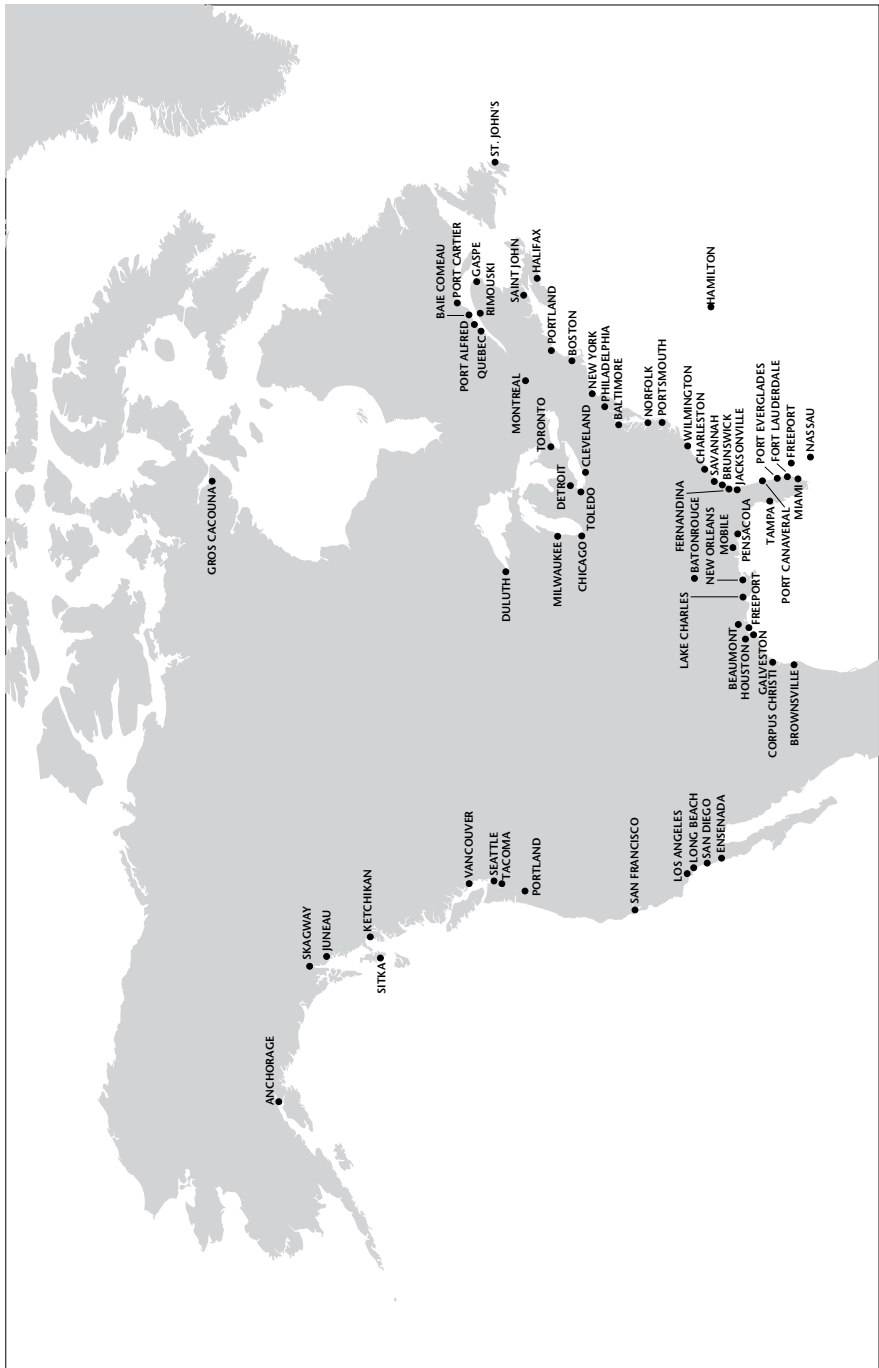 ANCHORAGE
SKAGWAY
JUNEAU
SITKA
KETCHIKAN
VANCOUVER
SEATTLE
TACOMA
PORTLAND
SAN FRANCISCO
LOS ANGELES
LONG BEACH
SAN DIEGO
ENSENADA
GROS CACOUNA
DULUTH
MILWAUKEE
CHICAGO
DETROIT
TOLEDO
CLEVELAND
TORONTO
MONTREAL
QUEBEC
PORT ALFRED
BAIE COMEAU
PORT CARTIER
GASPE
RIMOUSKI
ST. JOHN'S
SAINT JOHN
HALIFAX
PORTLAND
BOSTON
NEW YORK
PHILADELPHIA
BALTIMORE
NORFOLK
PORTSMOUTH
HAMILTON
WILMINGTON
CHARLESTON
SAVANNAH
BRUNSWICK
JACKSONVILLE
FERNANDINA
PORT EVERGLADES
FORT LAUDERDALE
FREEPORT
NASSAU
MIAMI
PORT CANAVERAL
TAMPA
PENSACOLA
MOBILE
NEW ORLEANS
BATONROUGE
LAKE CHARLES
BEAUMONT
HOUSTON
FREEPORT
GALVESTON
CORPUS CHRISTI
BROWNSVILLE